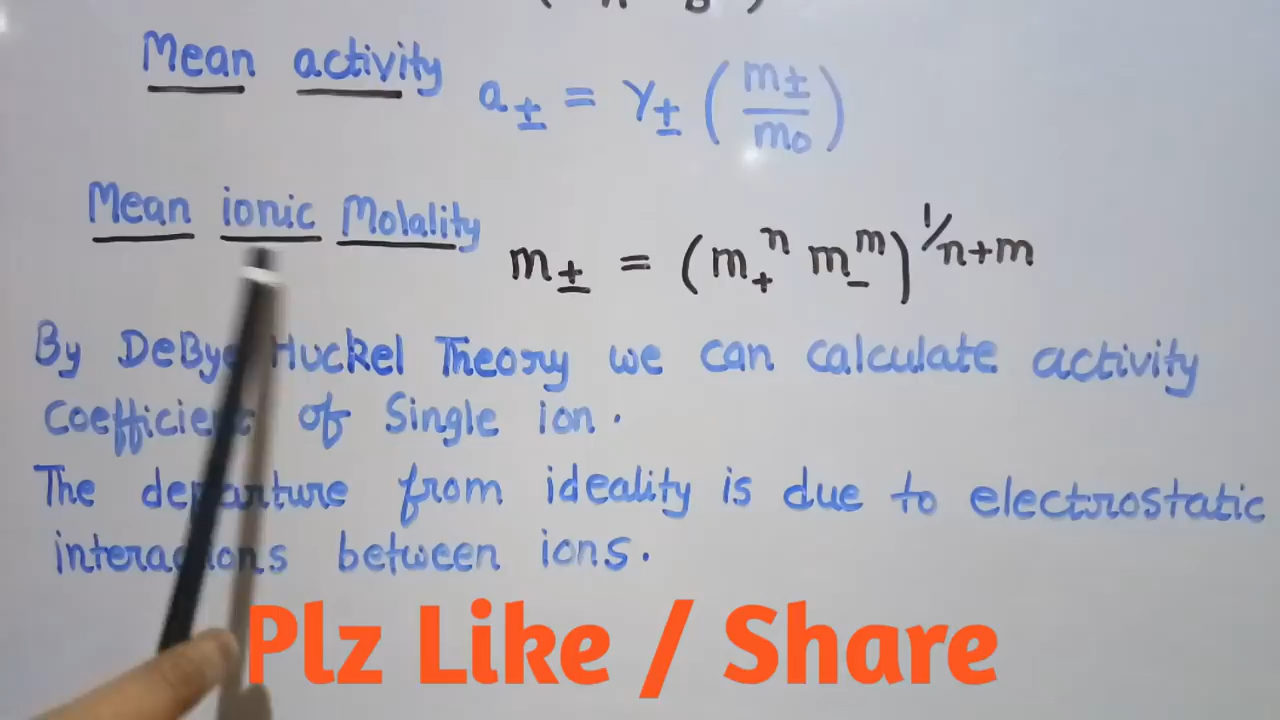 Mean activity a± = γ± (m±/m0)
Mean ionic Molality m± = (m+^n m-^m)^1/n+m
By DeBye Huckel Theory we can calculate activity
Coefficient of Single ion.
The departure from ideality is due to electrostatic
interactions between ions.
Plz Like / Share